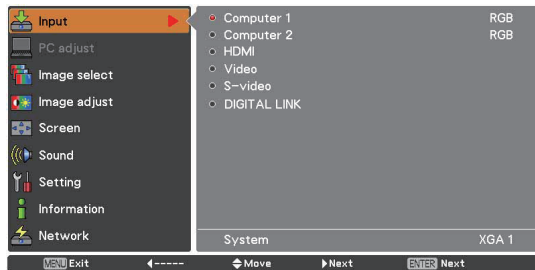 Input
PC adjust
Image select
Image adjust
Screen
Sound
Setting
Information
Network
Computer 1 RGB
Computer 2 RGB
HDMI
Video
S-video
DIGITAL LINK
System XGA 1
MENU Exit ◀----- Move ▶Next ENTER Next